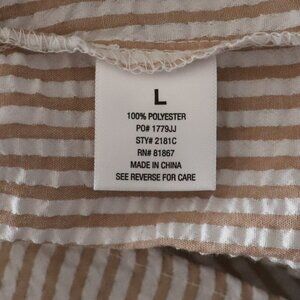 L
100% POLYESTER
PO# 1779JJ
STY# 2181C
RN# 81867
MADE IN CHINA
SEE REVERSE FOR CARE